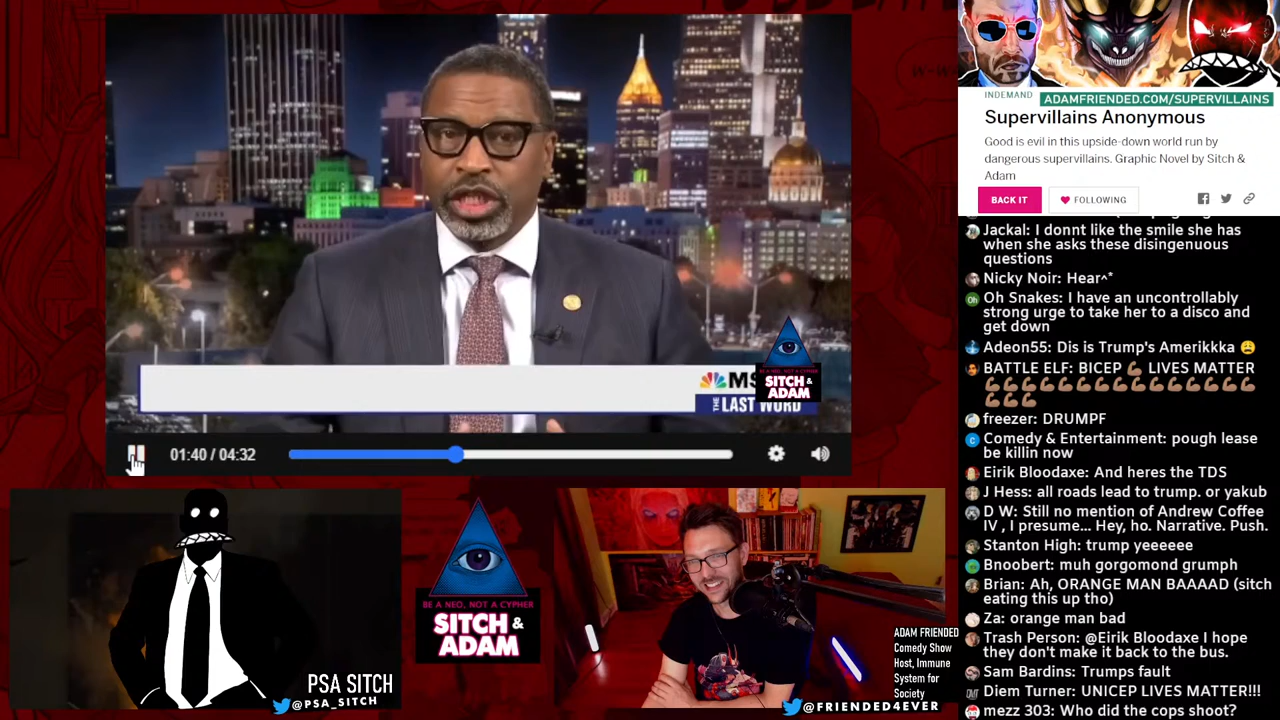 MS
THE LAST WORD
BE A NEO, NOT A CYPHER
SITCH &
ADAM
01:40 / 04:32
PSA SITCH
@PSA_SITCH
BE A NEO, NOT A CYPHER
SITCH &
ADAM
ADAM FRIENDED
Comedy Show
Host, Immune
System for
Society
@FRIENDED4EVER
INDEMAND
ADAMFRIENDED.COM/SUPERVILLAINS
Supervillains Anonymous
Good is evil in this upside-down world run by
dangerous supervillains. Graphic Novel by Sitch &
Adam
BACK IT
FOLLOWING
Jackal: I donnt like the smile she has
when she asks these disingenuous
questions
Nicky Noir: Hear^*
Oh Snakes: I have an uncontrollably
strong urge to take her to a disco and
get down
Adeon55: Dis is Trump's Amerikkka 😩
BATTLE ELF: BICEP 💪🏾 LIVES MATTER
💪🏾💪🏾💪🏾💪🏾💪🏾💪🏾💪🏾💪🏾💪🏾💪🏾💪🏾💪🏾💪🏾💪🏾💪🏾
💪🏾💪🏾💪🏾
freezer: DRUMPF
Comedy & Entertainment: pough lease
be killin now
Eirik Bloodaxe: And heres the TDS
J Hess: all roads lead to trump. or yakub
D W: Still no mention of Andrew Coffee
IV , I presume... Hey, ho. Narrative. Push.
Stanton High: trump yeeeeee
Bnoobert: muh gorgomond grumph
Brian: Ah, ORANGE MAN BAAAAD (sitch
eating this up tho)
Za: orange man bad
Trash Person: @Eirik Bloodaxe I hope
they don't make it back to the bus.
Sam Bardins: Trumps fault
Diem Turner: UNICEP LIVES MATTER!!!
mezz 303: Who did the cops shoot?